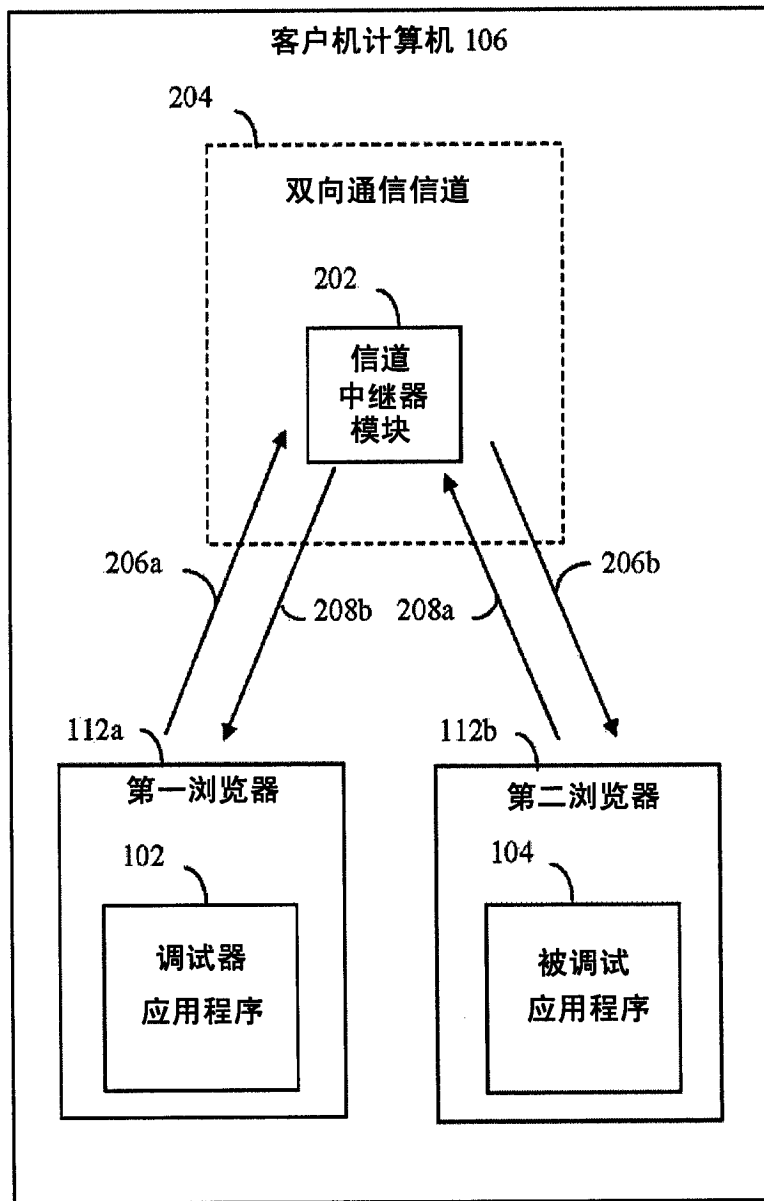 客户机计算机 106
204
双向通信信道
202
信道
中继器
模块
206a
208b
208a
206b
112a
112b
第一浏览器
第二浏览器
102
104
调试器
应用程序
被调试
应用程序